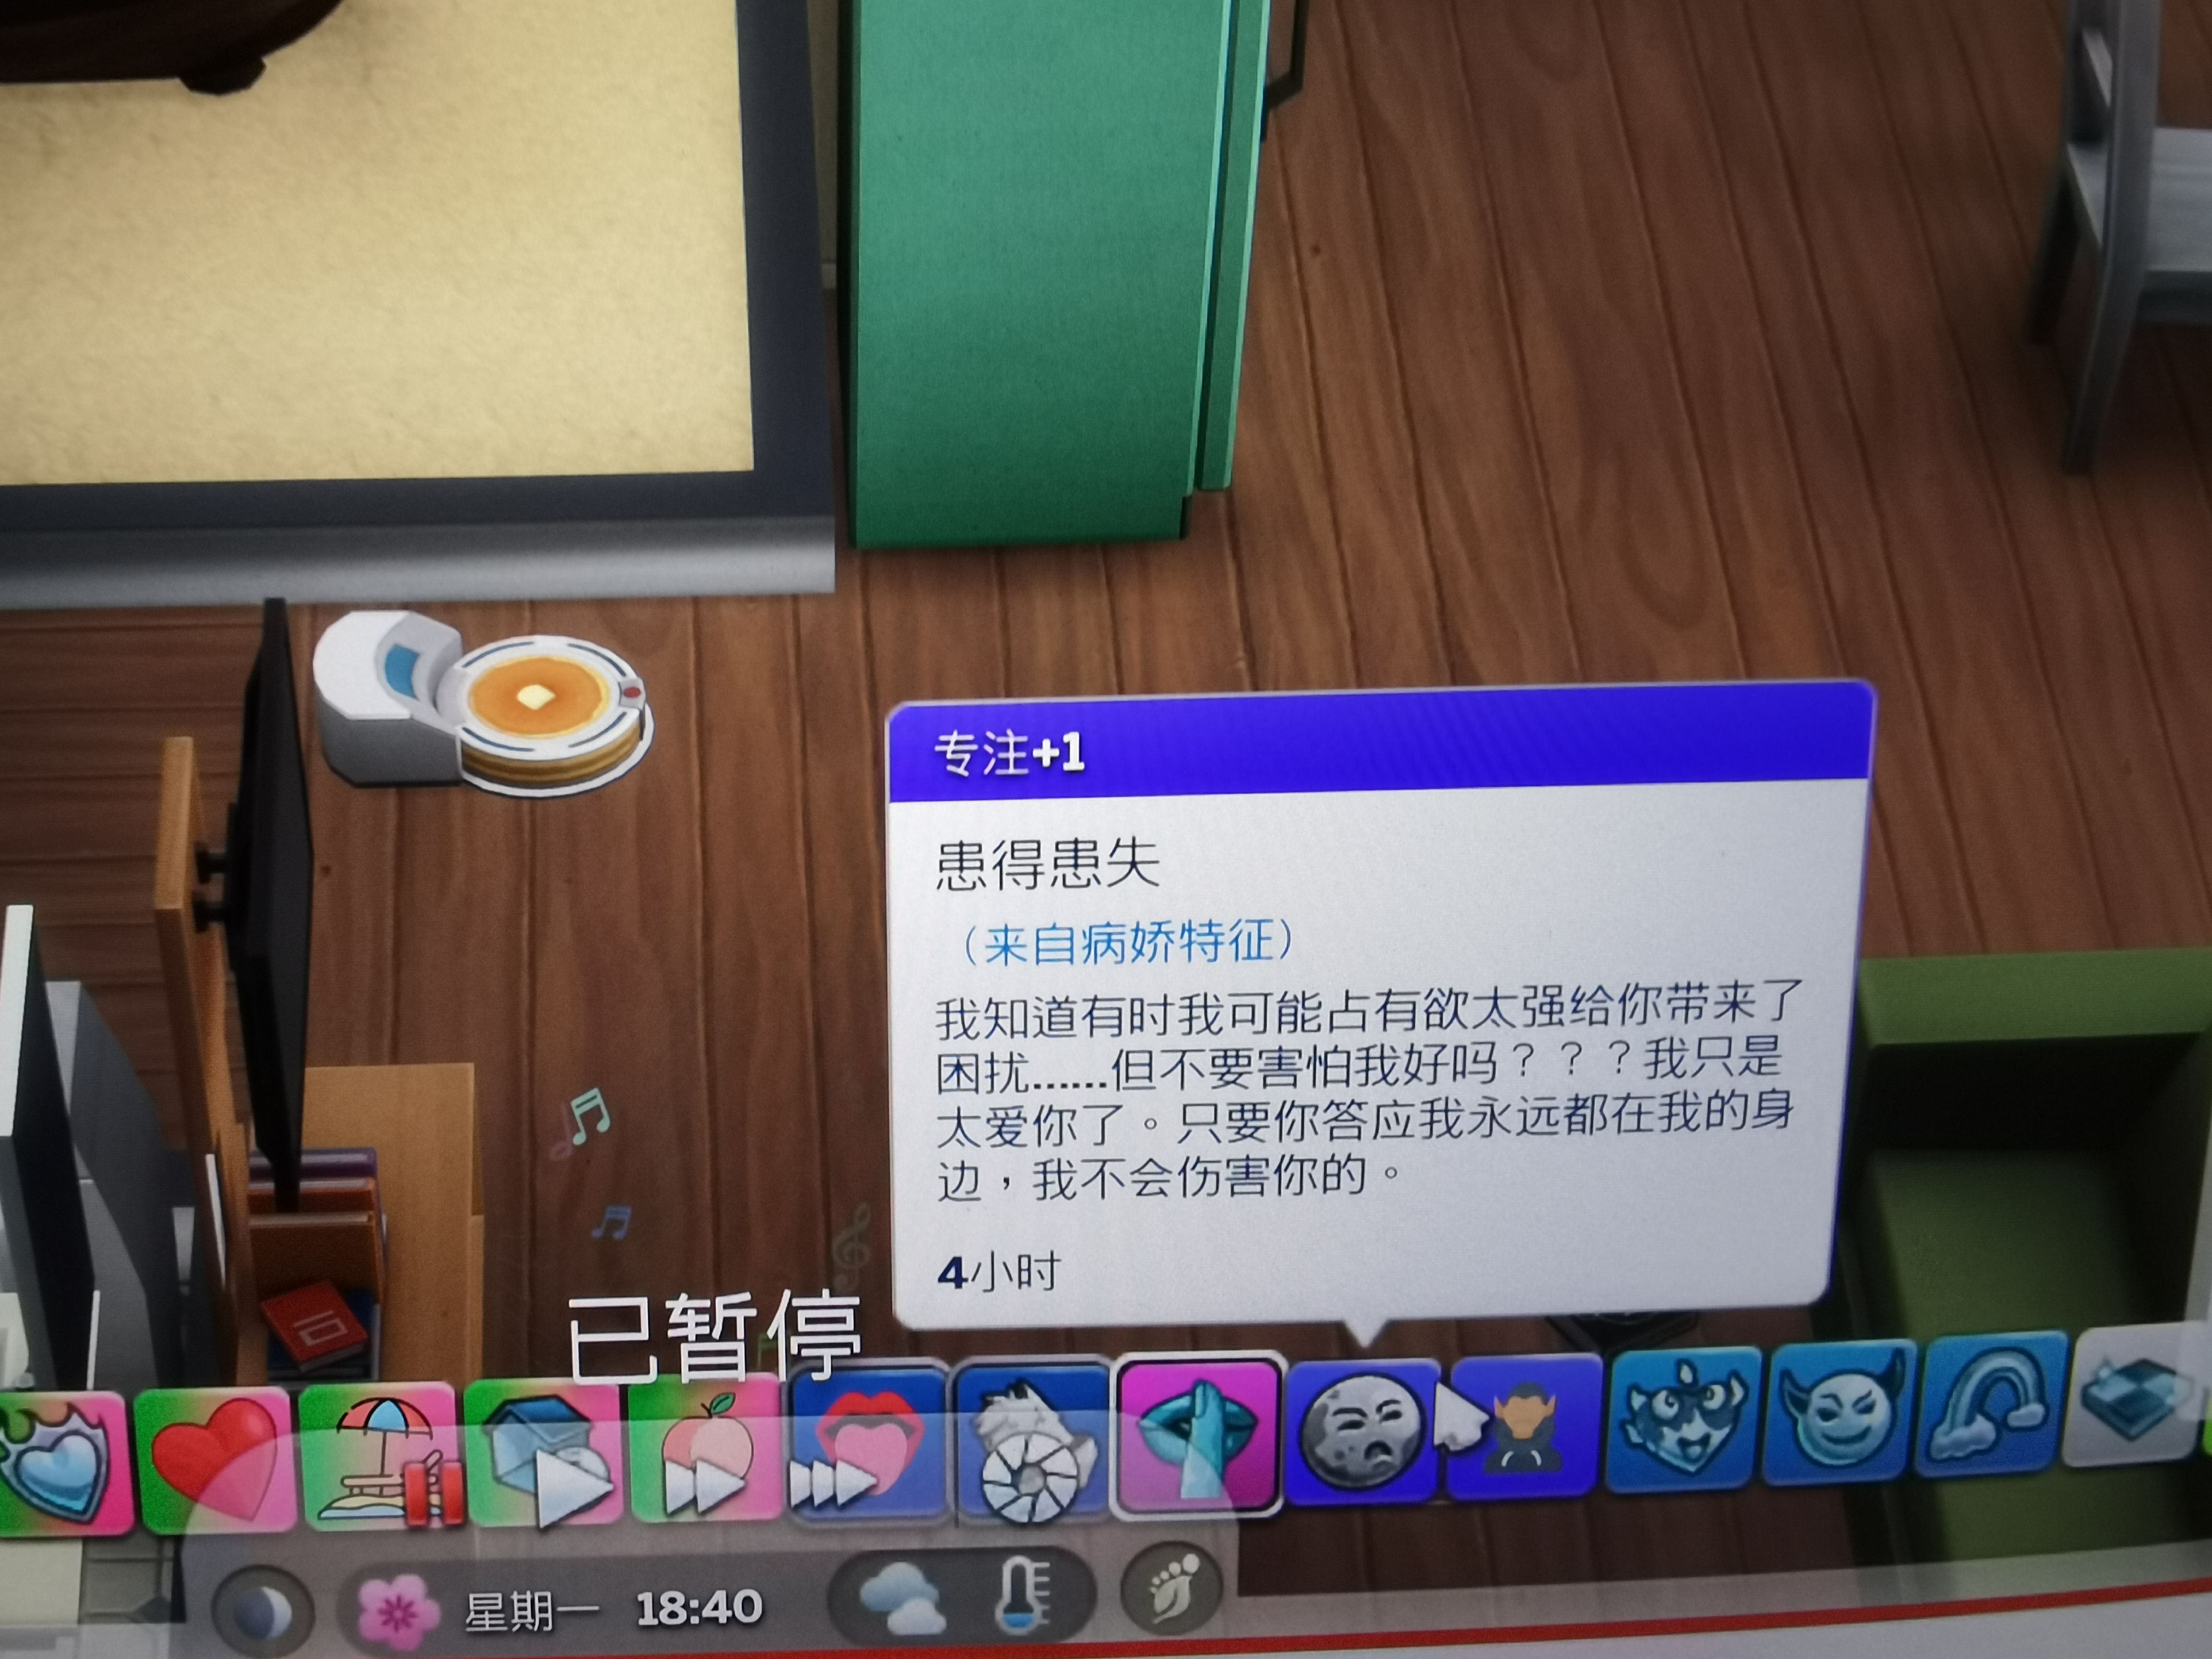 专注+1
患得患失
（来自病娇特征）
我知道有时我可能占有欲太强给你带来了
困扰……但不要害怕我好吗？？？我只是
太爱你了。只要你答应我永远都在我的身
边，我不会伤害你的。
4小时
已暂停
星期一 18:40